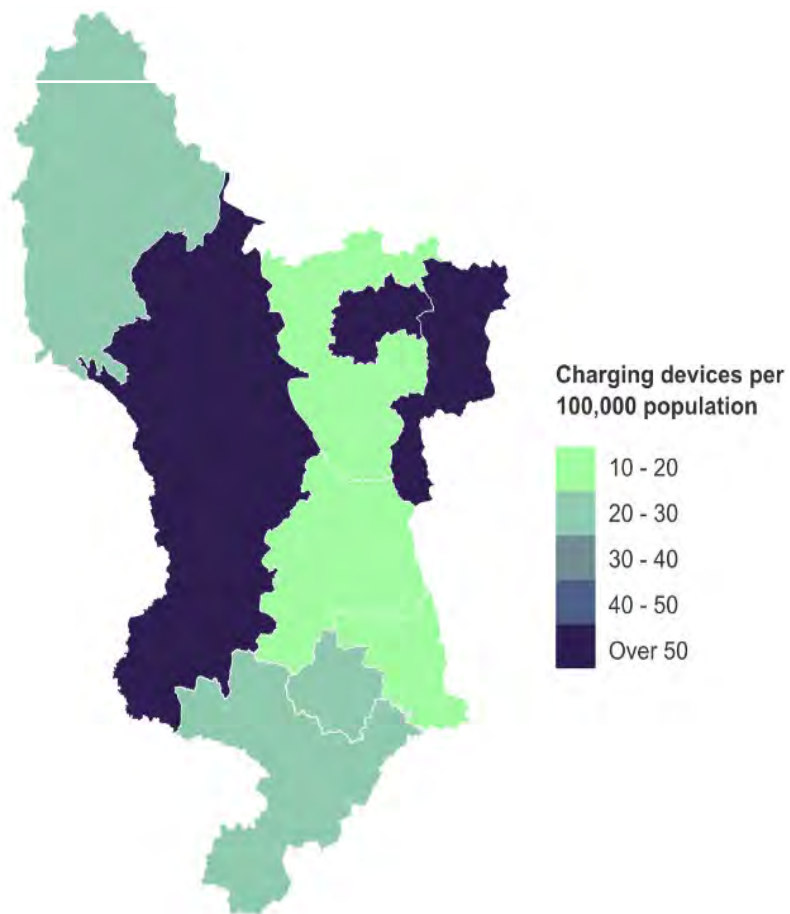 Charging devices per
100,000 population
10 - 20
20 - 30
30 - 40
40 - 50
Over 50